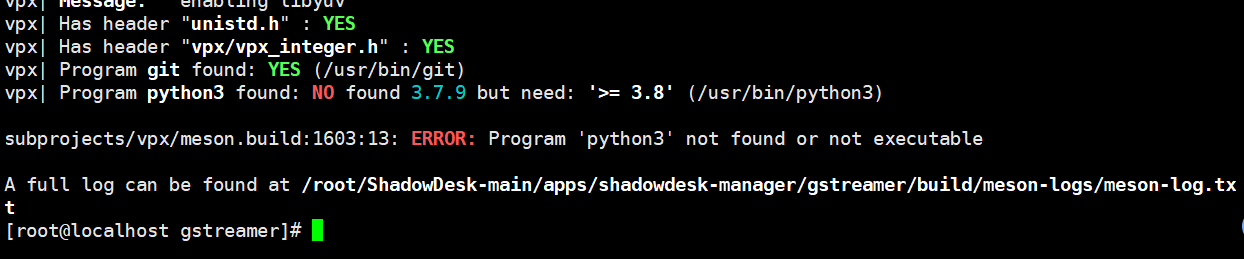 vpx| Message:   enabling libyuv
vpx| Has header "unistd.h" : YES
vpx| Has header "vpx/vpx_integer.h" : YES
vpx| Program git found: YES (/usr/bin/git)
vpx| Program python3 found: NO found 3.7.9 but need: '>= 3.8' (/usr/bin/python3)
subprojects/vpx/meson.build:1603:13: ERROR: Program 'python3' not found or not executable
A full log can be found at /root/ShadowDesk-main/apps/shadowdesk-manager/gstreamer/build/meson-logs/meson-log.tx
t
[root@localhost gstreamer]#